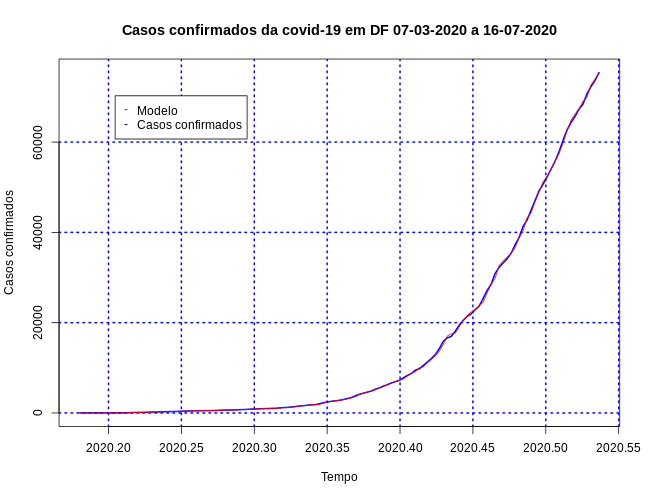 Casos confirmados da covid-19 em DF 07-03-2020 a 16-07-2020
Modelo
Casos confirmados
Casos confirmados
0
20000
40000
60000
2020.20
2020.25
2020.30
2020.35
2020.40
2020.45
2020.50
2020.55
Tempo